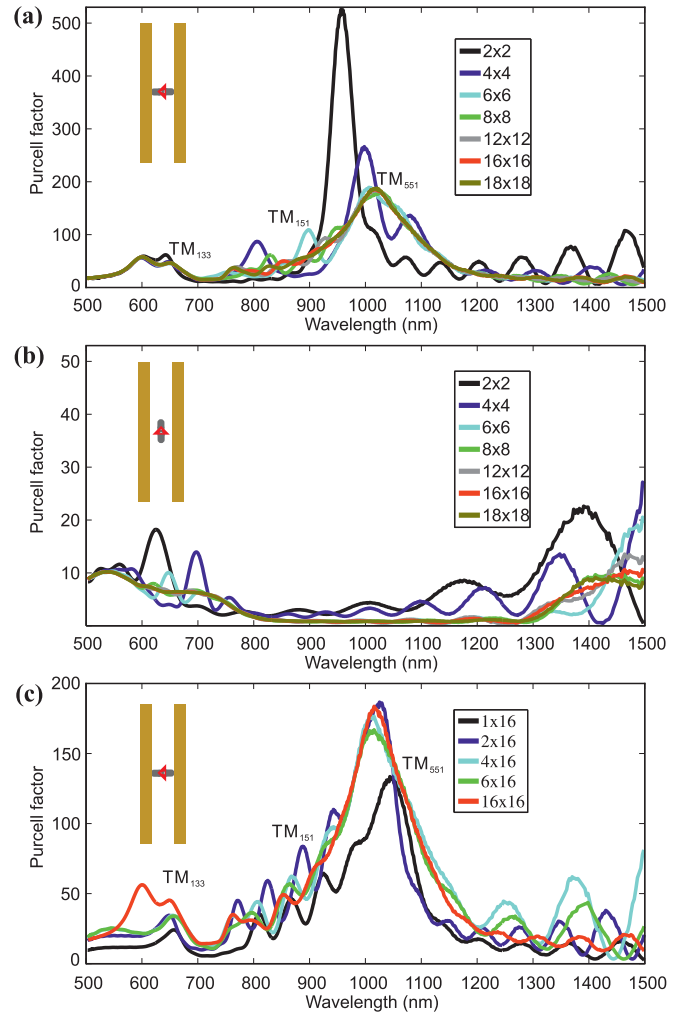 (a)
500
400
300
200
100
0
Purcell factor
TM133
TM151
TM551
2x2
4x4
6x6
8x8
12x12
16x16
18x18
500 600 700 800 900 1000 1100 1200 1300 1400 1500
Wavelength (nm)
(b)
50
40
30
20
10
Purcell factor
2x2
4x4
6x6
8x8
12x12
16x16
18x18
500 600 700 800 900 1000 1100 1200 1300 1400 1500
Wavelength (nm)
(c)
200
150
100
50
0
Purcell factor
TM133
TM151
TM551
1x16
2x16
4x16
6x16
16x16
500 600 700 800 900 1000 1100 1200 1300 1400 1500
Wavelength (nm)